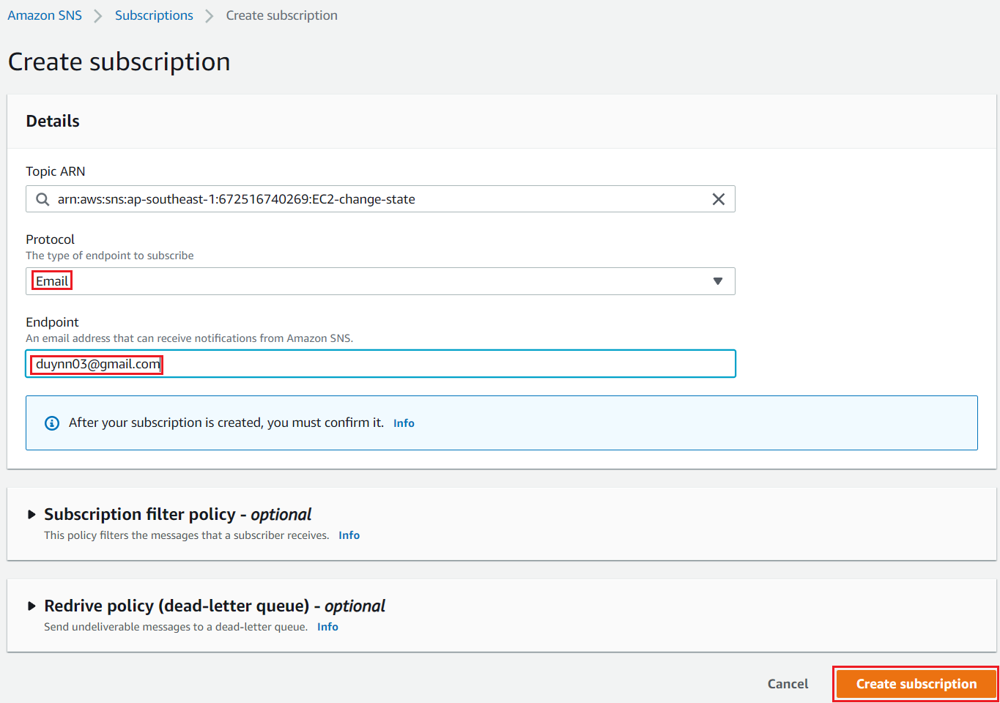 Amazon SNS > Subscriptions > Create subscription
Create subscription
Details
Topic ARN
arn:aws:sns:ap-southeast-1:672516740269:EC2-change-state
Protocol
The type of endpoint to subscribe
Email
Endpoint
An email address that can receive notifications from Amazon SNS.
duynn03@gmail.com
After your subscription is created, you must confirm it. Info
Subscription filter policy - optional
This policy filters the messages that a subscriber receives. Info
Redrive policy (dead-letter queue) - optional
Send undeliverable messages to a dead-letter queue. Info
Cancel Create subscription